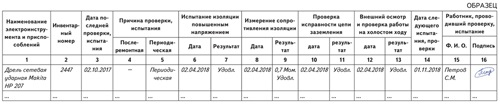 ОБРАЗЕЦ
Наименование электроинструмента и приспособлений
Инвентарный номер
Дата последней проверки, испытания
Причина проверки, испытания
Послеремонтная
Периодическая
Испытание изоляции повышенным напряжением
Дата
Результат
Измерение сопротивления изоляции
Дата
Результат
Проверка исправности цепи заземления
Дата
Результат
Внешний осмотр и проверка работы на холостом ходу
Дата
Результат
Дата следующего испытания, проверки
Работник, проводивший проверку, испытание
Ф. И. О.
Подпись
1 2 3 4 5 6 7 8 9 10 11 12 13 14 15 16
Дрель сетевая ударная Makita HP 207
2447
02.10.2017
—
Периодическая
02.04.2018
Удовл.
02.04.2018
0,7 Мом. Удовл.
02.04.2018
Удовл.
02.04.2018
Удовл.
01.11.2018
Петров С.М.
... ... ... ... ... ... ... ... ... ... ... ... ... ... ... ...